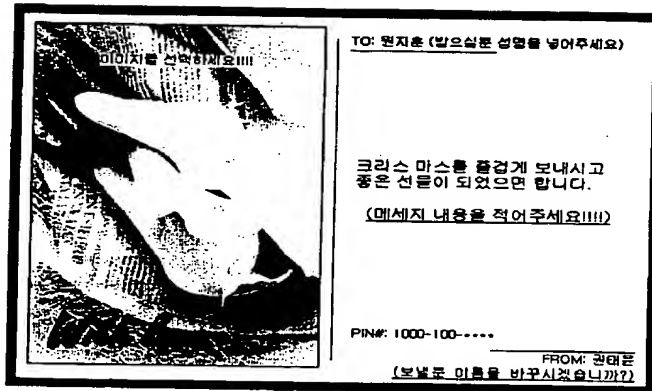 이미지를 선택하세요!!!!
TO: 원지훈 (받으실분 성명을 넣어주세요)
크리스 마스를 즐겁게 보내시고
좋은 선물이 되었으면 합니다.
(메세지 내용을 적어주세요!!!!)
PIN#: 1000-100-****
FROM: 권태윤
(보낼분 이름을 바꾸시겠습니까?)